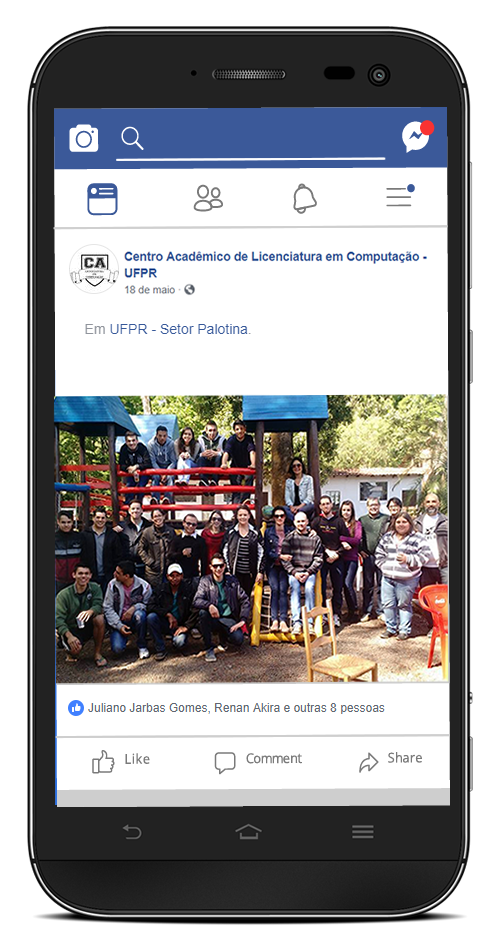 CA
Centro Acadêmico de Licenciatura em Computação -
UFPR
18 de maio ·
Em UFPR - Setor Palotina.
Juliano Jarbas Gomes, Renan Akira e outras 8 pessoas
Like Comment Share